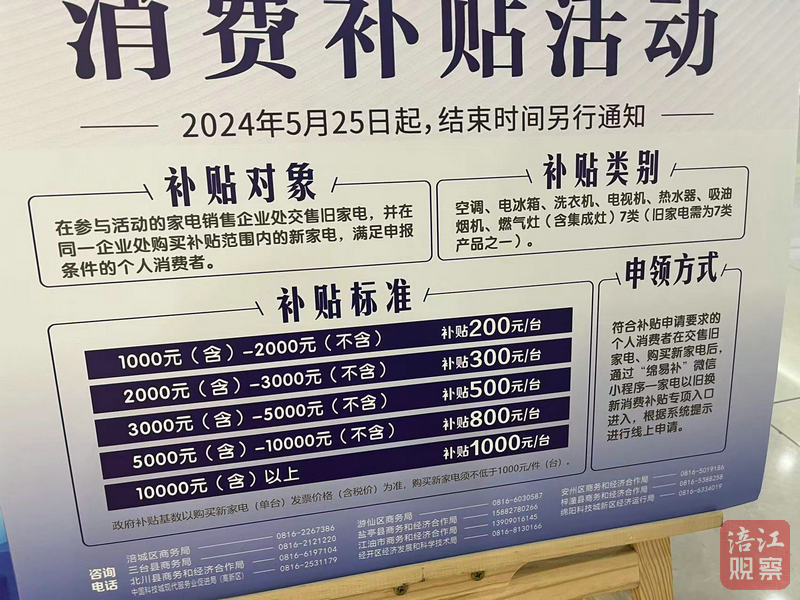 消费补贴活动
2024年5月25日起,结束时间另行通知
补贴对象
在参与活动的家电销售企业处交售旧家电，并在
同一企业处购买补贴范围内的新家电，满足申报
条件的个人消费者。
补贴类别
空调、电冰箱、洗衣机、电视机、热水器、吸油
烟机、燃气灶（含集成灶）7类（旧家电需为7类
产品之一）。
补贴标准
1000元（含）–2000元（不含） 补贴200元/台
2000元（含）–3000元（不含） 补贴300元/台
3000元（含）–5000元（不含） 补贴500元/台
5000元（含）–10000元（不含） 补贴800元/台
10000元（含）以上 补贴1000元/台
政府补贴基数以购买新家电（单台）发票价格（含税价）为准，购买新家电须不低于1000元/件（台）。
申领方式
符合补贴申请要求的
个人消费者在交售旧
家电、购买新家电后，
通过“绵易补”微信
小程序—家电以旧换
新消费补贴专项入口
进入，根据系统提示
进行线上申请。
咨询
电话
涪城区商务局 0816-2267386
三台县商务局 0816-2121220
北川县商务和经济合作局 0816-6197104
中国科技城现代服务业促进局（高新区） 0816-2531179
游仙区商务局 0816-6030587
盐亭县商务和经济合作局 15882780266
江油市商务和经济合作局 13909016145
经开区经济发展和科学技术局 0816-8130166
安州区商务和经济合作局 0816-5019186
梓潼县商务和经济合作局 0816-5388258
绵阳科技城新区经济运行局 0816-6334019
涪江
观察